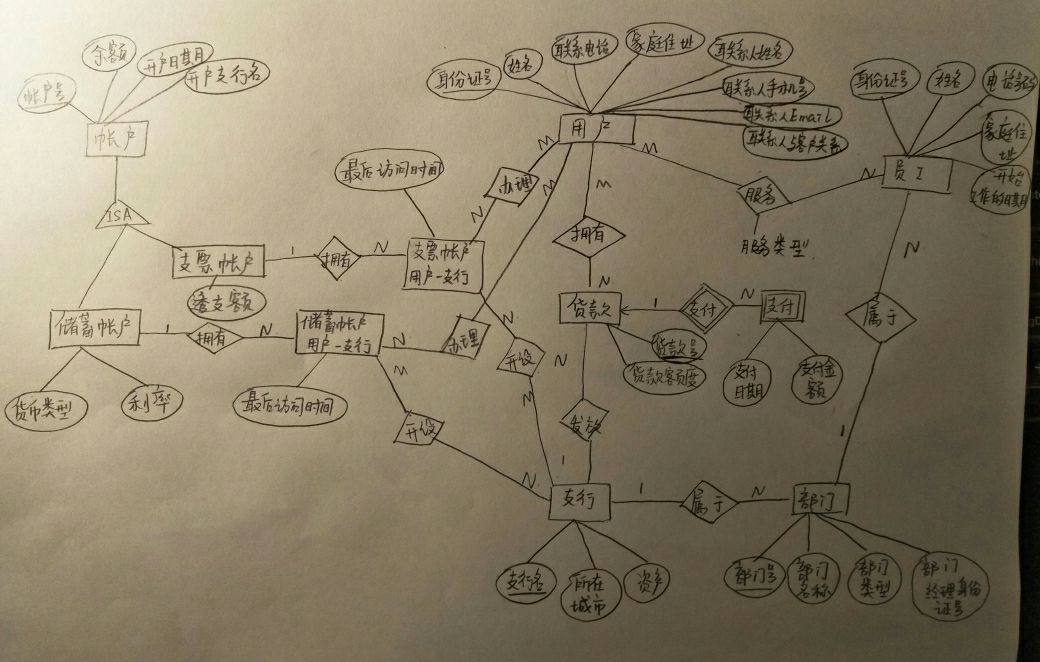 余额
开户日期
开户支行名
帐户号
帐户
ISA
支票帐户
透支额
储蓄帐户
货币类型
利率
1
拥有
N
支票帐户
用户-支行
最后访问时间
1
拥有
N
储蓄帐户
用户-支行
最后访问时间
N
办理
M
N
办理
M
N
开设
M
M
开设
N
身份证号
姓名
联系电话
家庭住址
联系人姓名
联系人手机号
联系人Email
联系人与客户关系
用户
M
服务
N
服务类型
M
拥有
N
贷款
贷款号
贷款额度
1
支付
N
支付
支付
日期
支付金
额
N
发放
1
支行
支行名
所在
城市
资产
1
属于
N
部门
部门号
部门
名称
部门
类型
部门
经理身份
证号
身份证号
姓名
电话号码
家庭住
址
开始
工作的日期
员工
N
属于
1